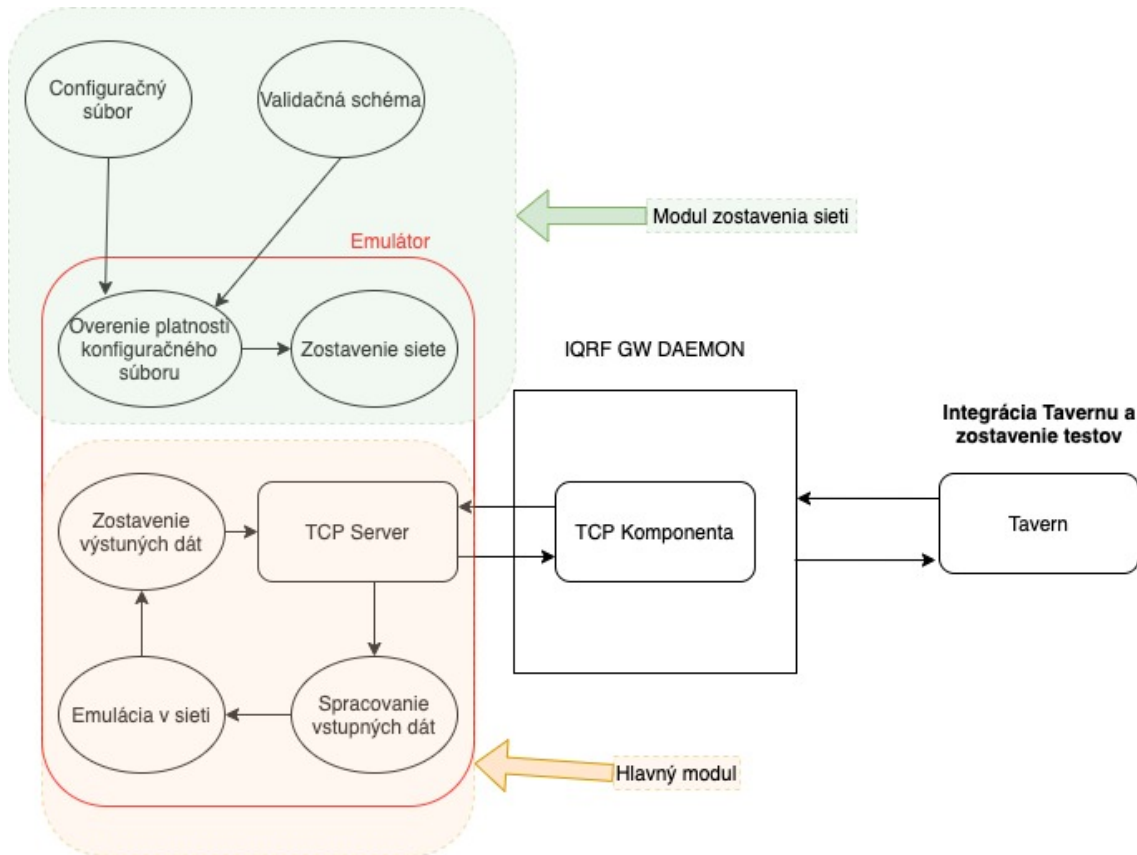 Configuračný
súbor
Validačná schéma
Modul zostavenia sieti
Emulátor
Overenie platnosti
konfiguračného
súboru
Zostavenie siete
IQRF GW DAEMON
Integrácia Tavernu a
zostavenie testov
Zostavenie
výstuných dát
TCP Server
TCP Komponenta
Tavern
Emulácia v sieti
Spracovanie
vstupných dát
Hlavný modul